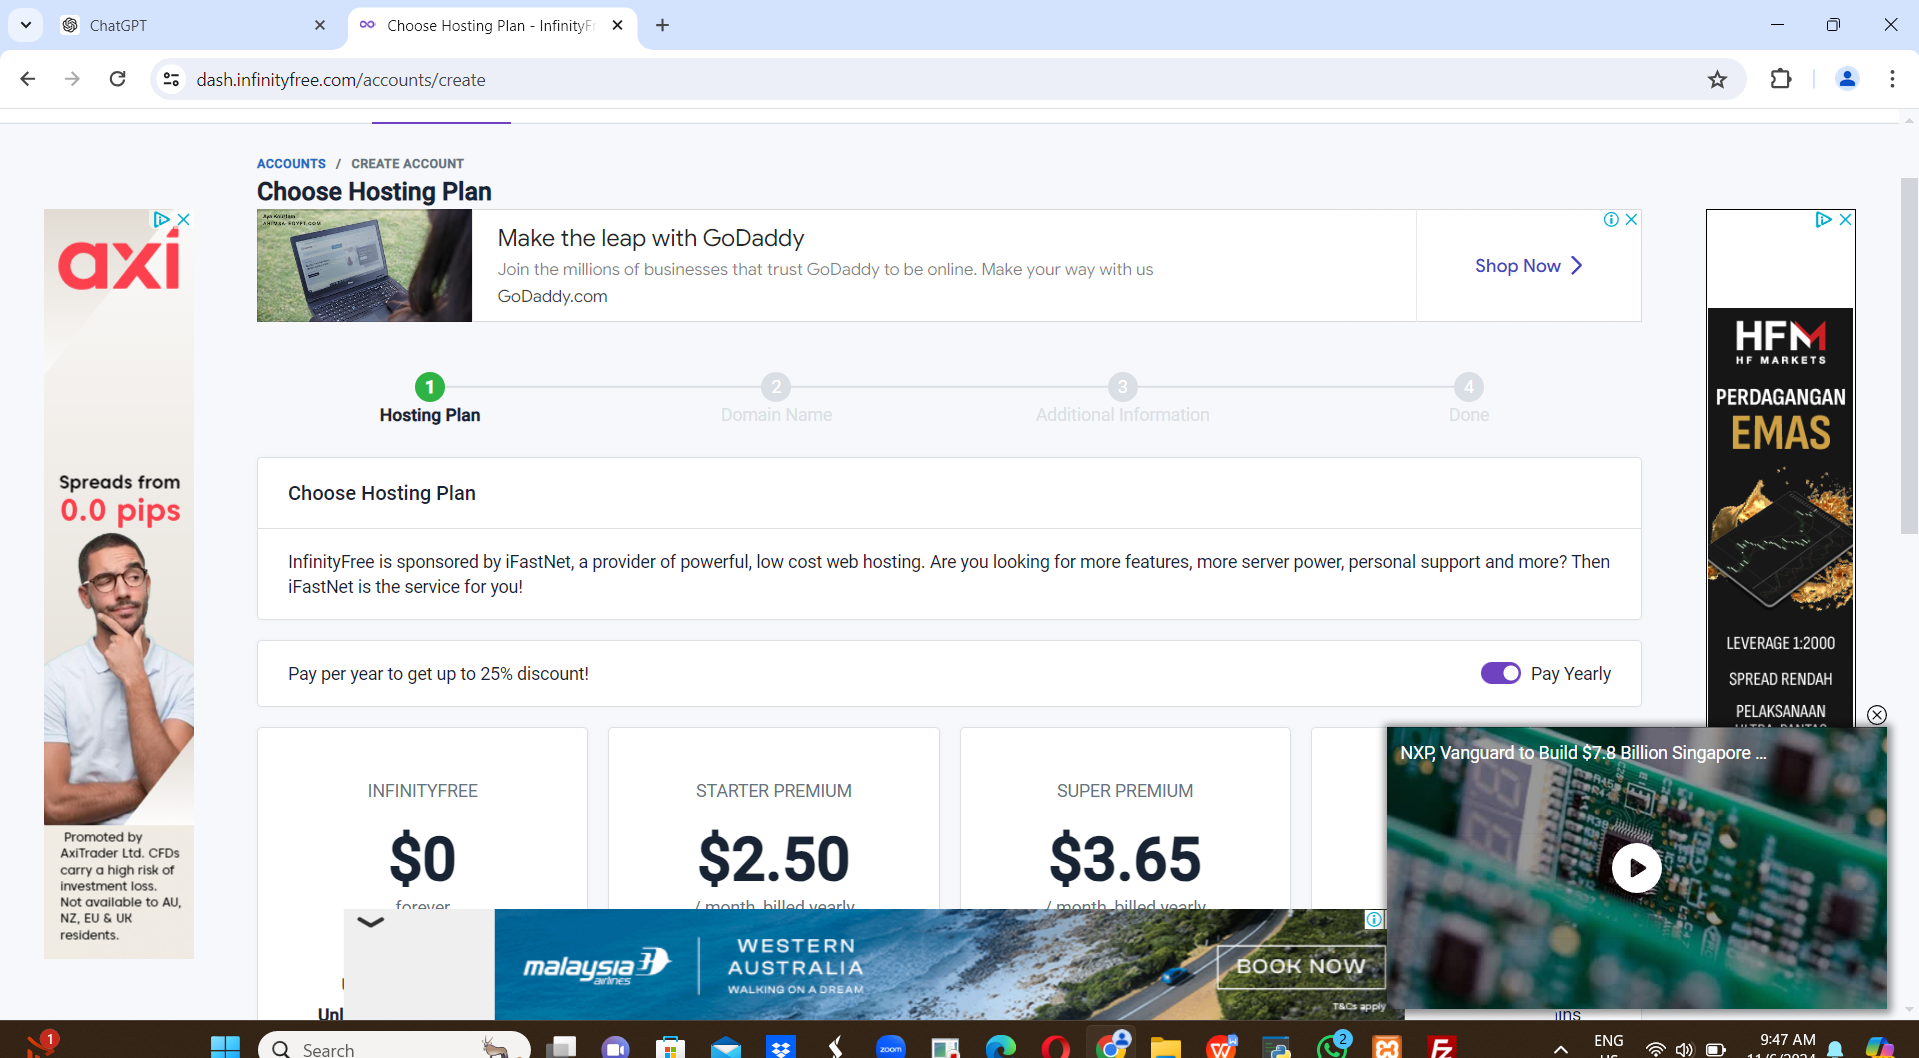 ChatGPT
Choose Hosting Plan - InfinityFr
dash.infinityfree.com/accounts/create
ACCOUNTS / CREATE ACCOUNT
Choose Hosting Plan
axi
Spreads from
0.0 pips
Promoted by
AxiTrader Ltd. CFDs
carry a high risk of
investment loss.
Not available to AU,
NZ, EU & UK
residents.
Make the leap with GoDaddy
Join the millions of businesses that trust GoDaddy to be online. Make your way with us
GoDaddy.com
Shop Now
1
2
3
4
Hosting Plan
Domain Name
Additional Information
Done
Choose Hosting Plan
InfinityFree is sponsored by iFastNet, a provider of powerful, low cost web hosting. Are you looking for more features, more server power, personal support and more? Then
iFastNet is the service for you!
Pay per year to get up to 25% discount!
Pay Yearly
INFINITYFREE
$0
forever
STARTER PREMIUM
$2.50
/ month, billed yearly
SUPER PREMIUM
$3.65
/ month, billed yearly
Unl
ins
HFM
HF MARKETS
PERDAGANGAN
EMAS
LEVERAGE 1:2000
SPREAD RENDAH
PELAKSANAAN
NXP, Vanguard to Build $7.8 Billion Singapore ...
malaysia
airlines
WESTERN
AUSTRALIA
WALKING ON A DREAM
BOOK NOW
T&Cs apply
1
Search
zoom
2
ENG
9:47 AM